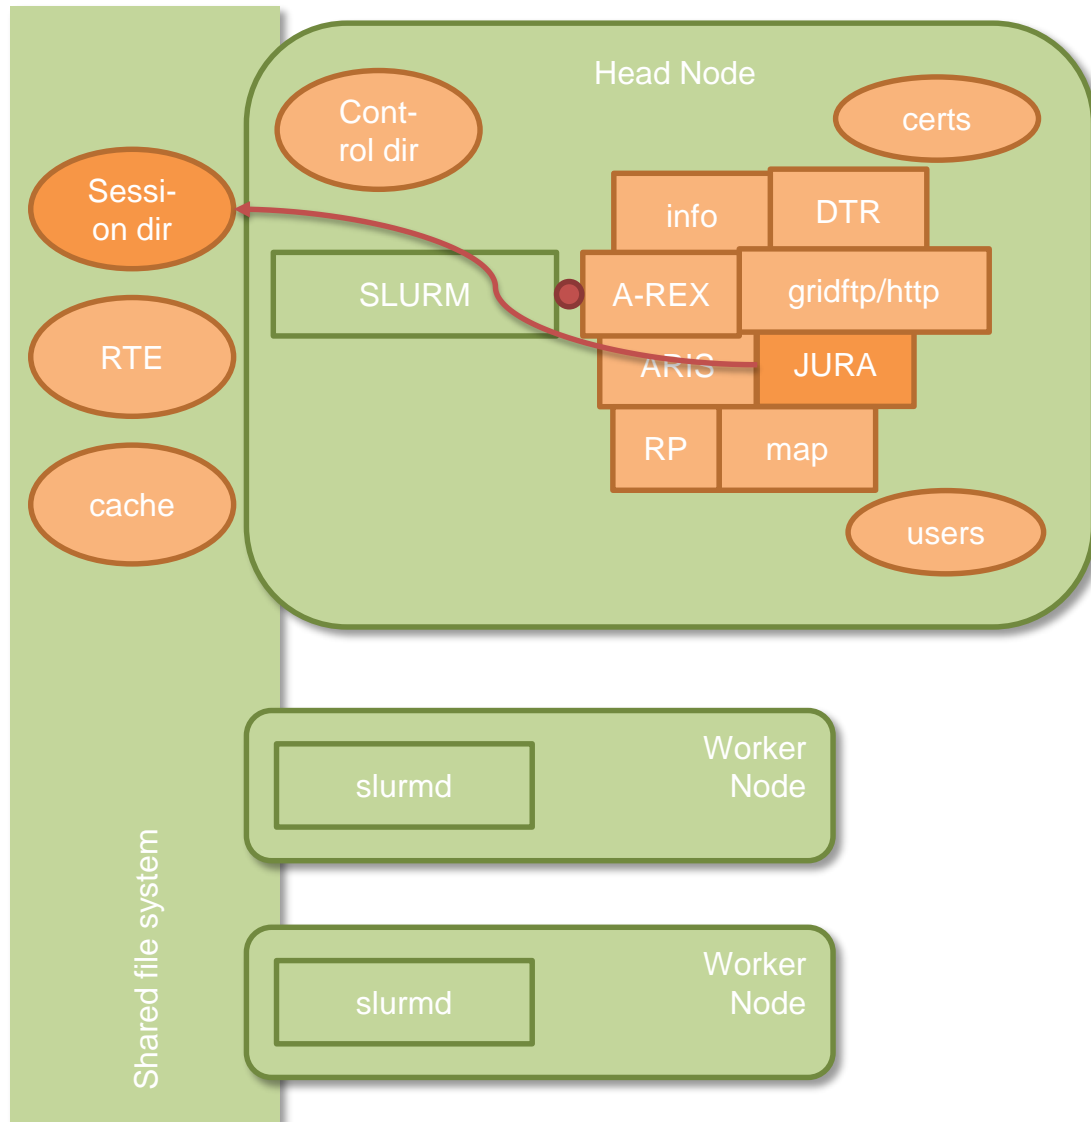 Head Node
Cont-
rol dir
certs
Sessi-
on dir
info
DTR
SLURM
A-REX
gridftp/http
RTE
ARIS
JURA
RP
map
cache
users
Worker
Node
slurmd
Worker
Node
slurmd
Shared file system